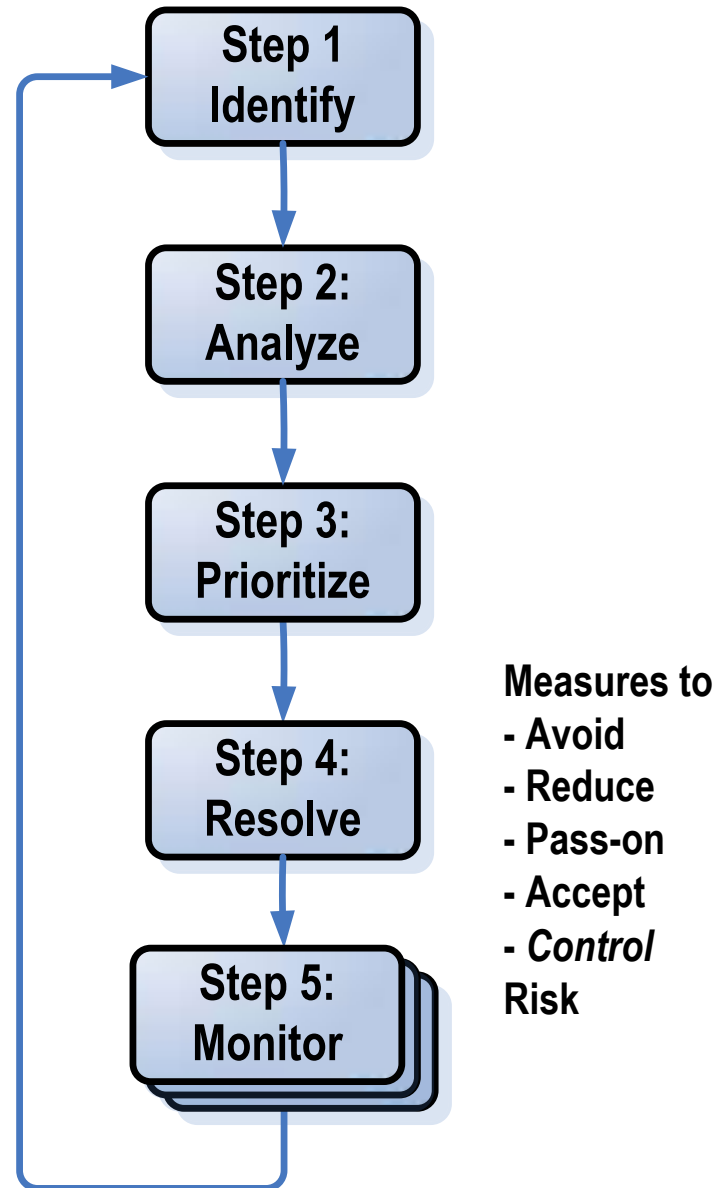 Step 1
Identify
Step 2:
Analyze
Step 3:
Prioritize
Step 4:
Resolve
Step 5:
Monitor
Measures to
- Avoid
- Reduce
- Pass-on
- Accept
- Control
Risk